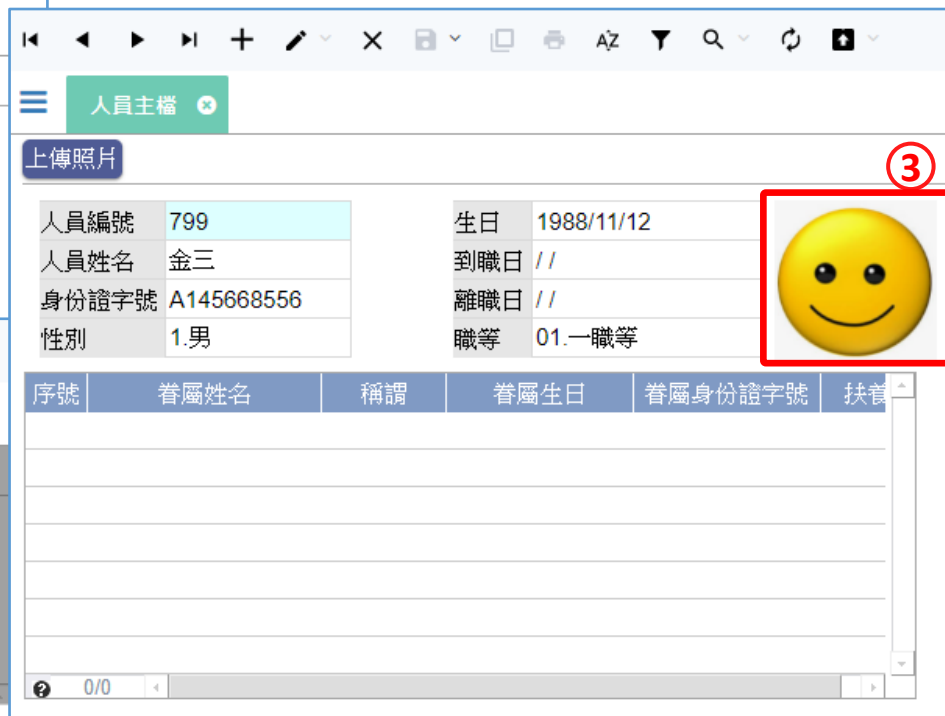 人員主檔
上傳照片
③
人員編號 799 生日 1988/11/12
人員姓名 金三 到職日 / /
身份證字號 A145668556 離職日 / /
性別 1.男 職等 01.一職等
序號 眷屬姓名 稱謂 眷屬生日 眷屬身份證字號 扶養
0/0